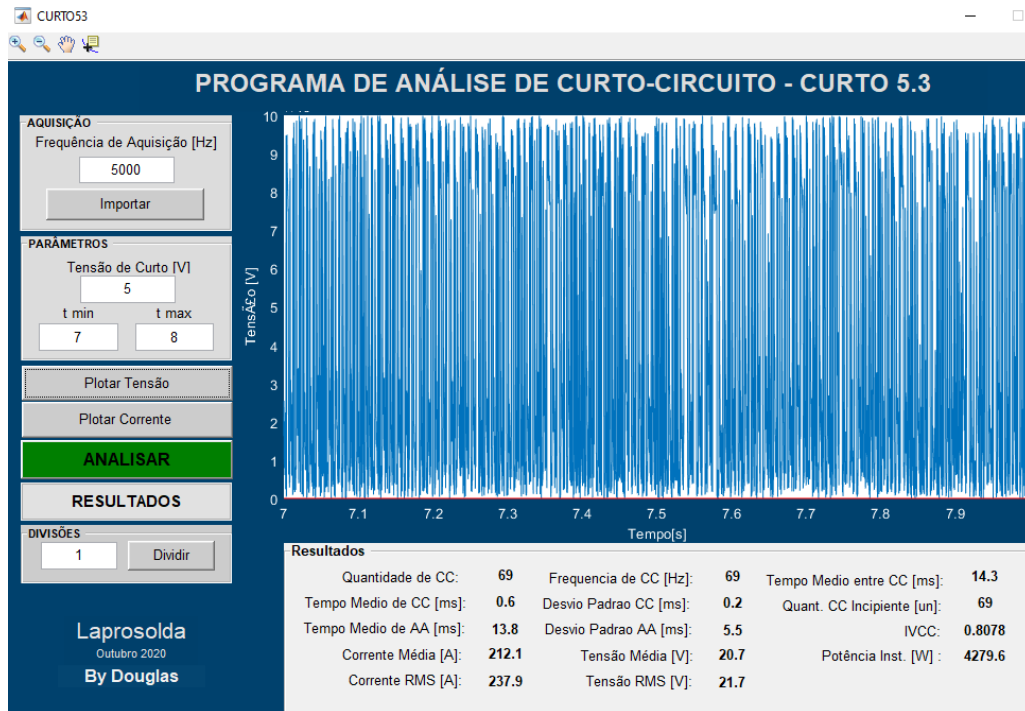 CURTO53
PROGRAMA DE ANÁLISE DE CURTO-CIRCUITO - CURTO 5.3
AQUISIÇÃO
Frequência de Aquisição [Hz]
5000
Importar
PARÂMETROS
Tensão de Curto [V]
5
t min t max
7 8
Plotar Tensão
Plotar Corrente
ANALISAR
RESULTADOS
DIVISÕES
1 Dividir
Laprosolda
Outubro 2020
By Douglas
10
9
8
7
6
5
4
3
2
1
0
TensÃ£o [V]
7 7.1 7.2 7.3 7.4 7.5 7.6 7.7 7.8 7.9
Tempo[s]
Resultados
Quantidade de CC: 69 Frequencia de CC [Hz]: 69 Tempo Medio entre CC [ms]: 14.3
Tempo Medio de CC [ms]: 0.6 Desvio Padrao CC [ms]: 0.2 Quant. CC Incipiente [un]: 69
Tempo Medio de AA [ms]: 13.8 Desvio Padrao AA [ms]: 5.5 IVCC: 0.8078
Corrente Média [A]: 212.1 Tensão Média [V]: 20.7 Potência Inst. [W] : 4279.6
Corrente RMS [A]: 237.9 Tensão RMS [V]: 21.7